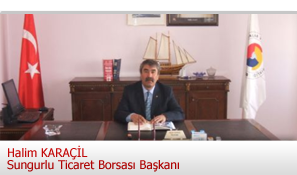 Halim KARAÇİL
Sungurlu Ticaret Borsası Başkanı